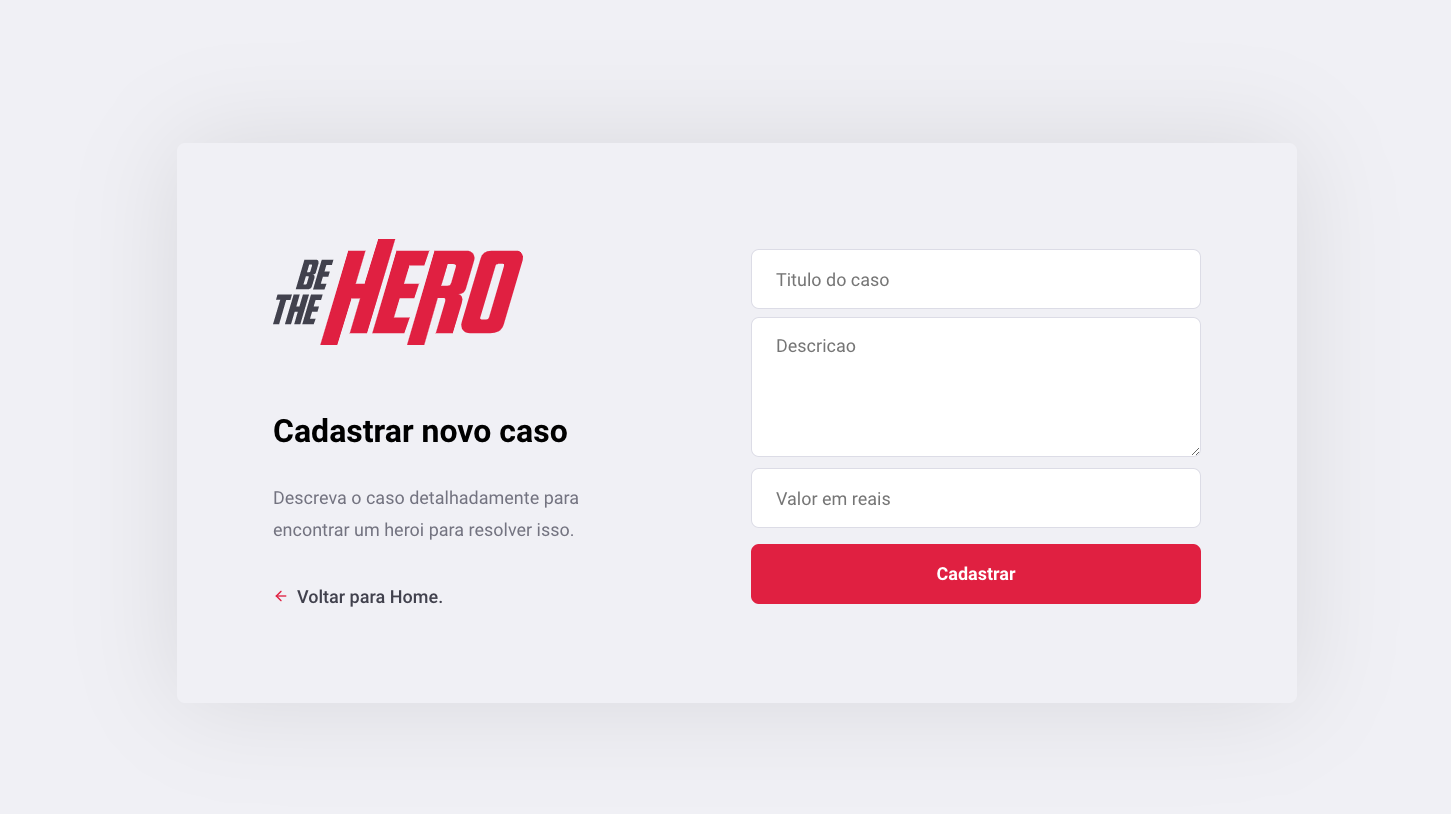 BE
THE HERO
Cadastrar novo caso
Descreva o caso detalhadamente para
encontrar um heroi para resolver isso.
Voltar para Home.
Titulo do caso
Descricao
Valor em reais
Cadastrar